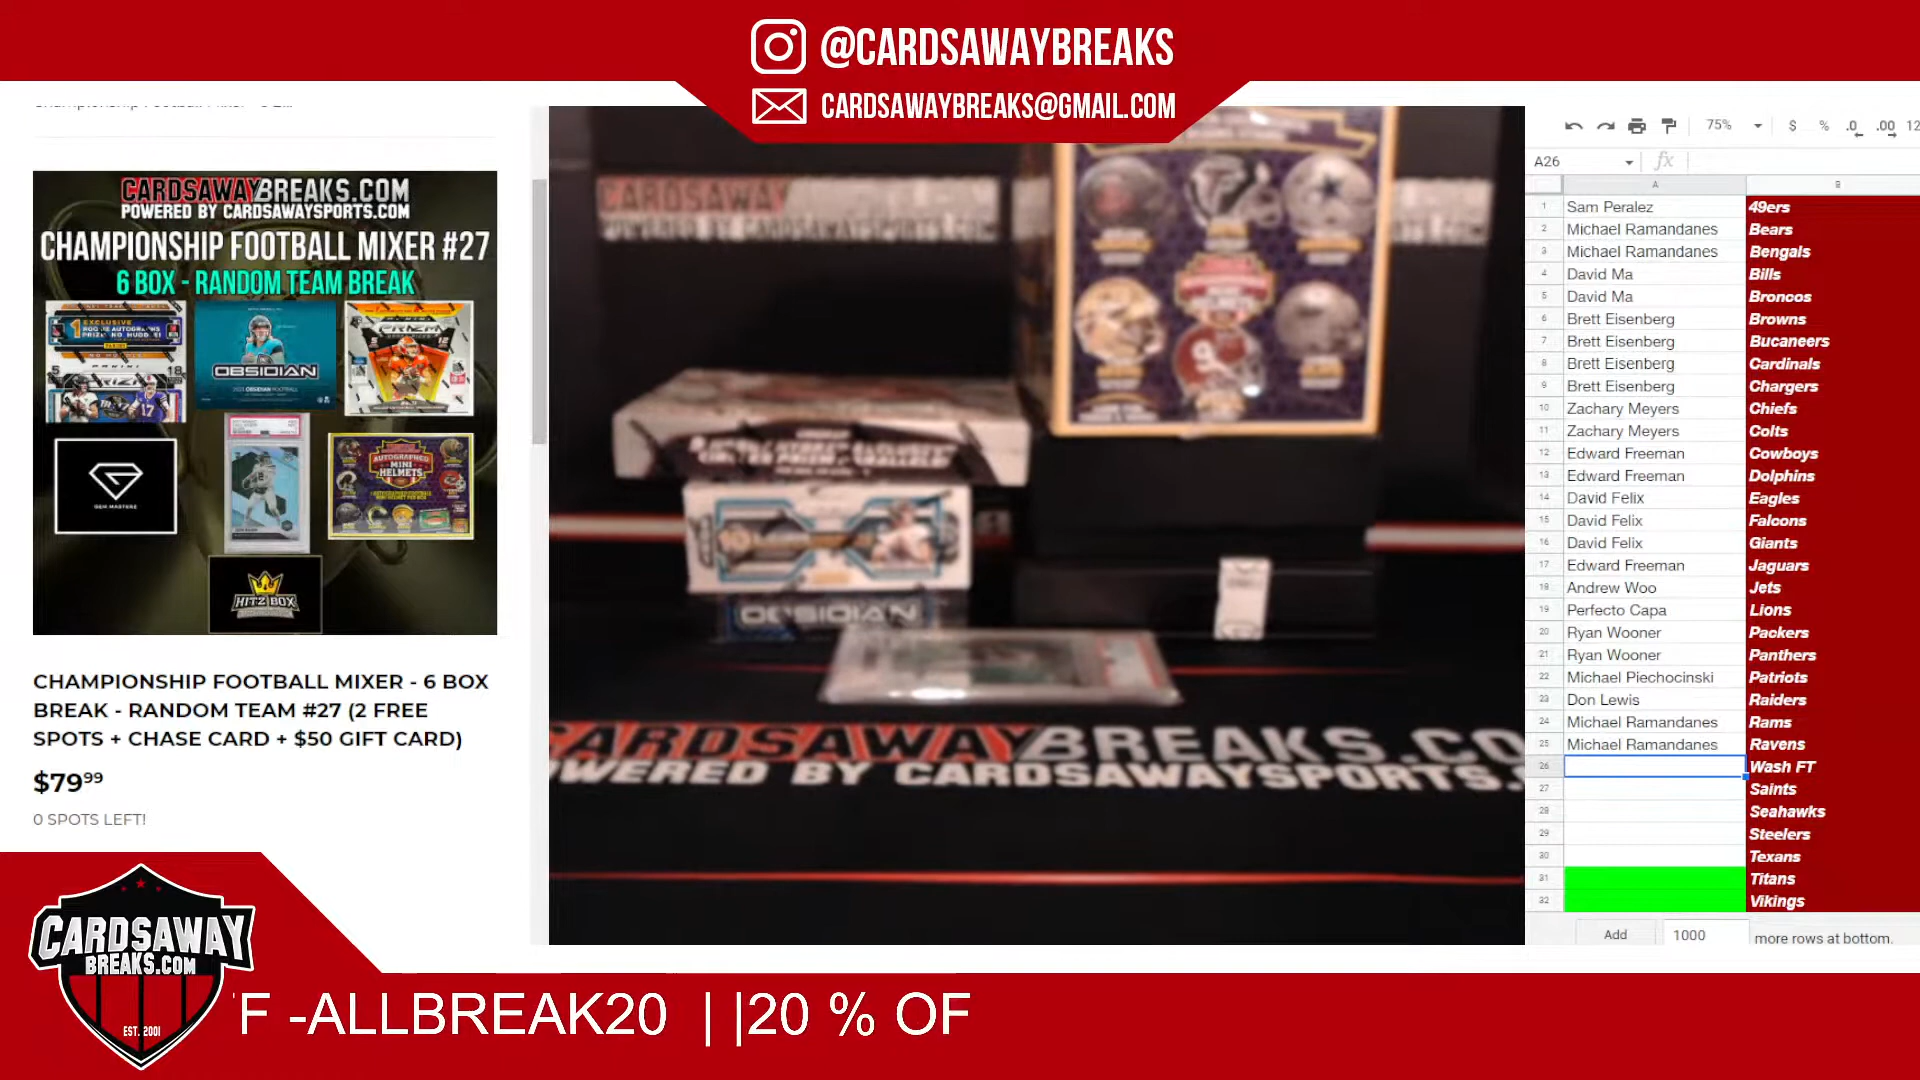 @CARDSAWAYBREAKS
CARDSAWAYBREAKS@GMAIL.COM
CARDSAWAYBREAKS.COM
POWERED BY CARDSAWAYSPORTS.COM
CHAMPIONSHIP FOOTBALL MIXER #27
6 BOX - RANDOM TEAM BREAK
OBSIDIAN
AUTOGRAPHED
MINI
HELMETS
GEM MASTERS
HITZ BOX
CHAMPIONSHIP FOOTBALL MIXER - 6 BOX
BREAK - RANDOM TEAM #27 (2 FREE
SPOTS + CHASE CARD + $50 GIFT CARD)
$79.99
0 SPOTS LEFT!
CARDSAWAY
OBSIDIAN
CARDSAWAYBREAKS.CO
POWERED BY CARDSAWAYSPORTS.
75% $ % .0 .00 12
A26 fx
A B
1 Sam Peralez 49ers
2 Michael Ramandanes Bears
3 Michael Ramandanes Bengals
4 David Ma Bills
5 David Ma Broncos
6 Brett Eisenberg Browns
7 Brett Eisenberg Bucaneers
8 Brett Eisenberg Cardinals
9 Brett Eisenberg Chargers
10 Zachary Meyers Chiefs
11 Zachary Meyers Colts
12 Edward Freeman Cowboys
13 Edward Freeman Dolphins
14 David Felix Eagles
15 David Felix Falcons
16 David Felix Giants
17 Edward Freeman Jaguars
18 Andrew Woo Jets
19 Perfecto Capa Lions
20 Ryan Wooner Packers
21 Ryan Wooner Panthers
22 Michael Piechocinski Patriots
23 Don Lewis Raiders
24 Michael Ramandanes Rams
25 Michael Ramandanes Ravens
26 Wash FT
27 Saints
28 Seahawks
29 Steelers
30 Texans
31 Titans
32 Vikings
Add 1000 more rows at bottom.
CARDSAWAY
BREAKS.COM
EST. 2001
F -ALLBREAK20 | |20 % OF